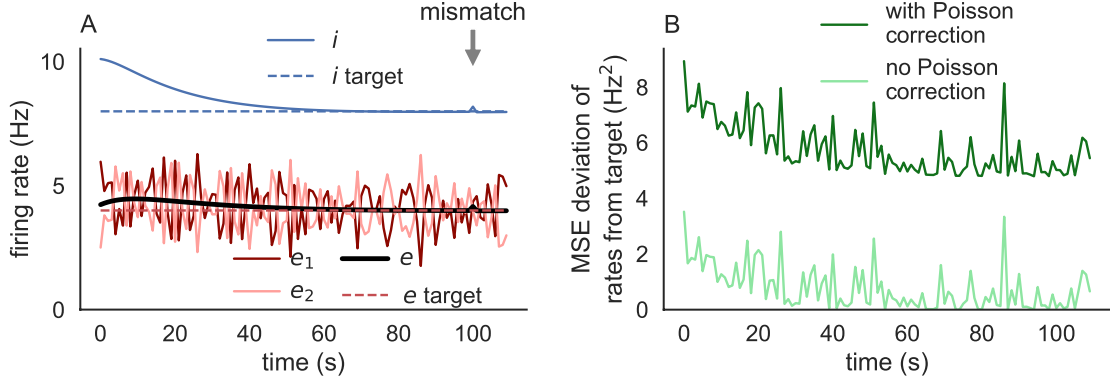 A
mismatch
i
i target
10
5
0
firing rate (Hz)
e1
e
e2
e target
0
20
40
60
80
100
time (s)
B
with Poisson
correction
no Poisson
correction
8
6
4
2
0
MSE deviation of
rates from target (Hz²)
0
20
40
60
80
100
time (s)